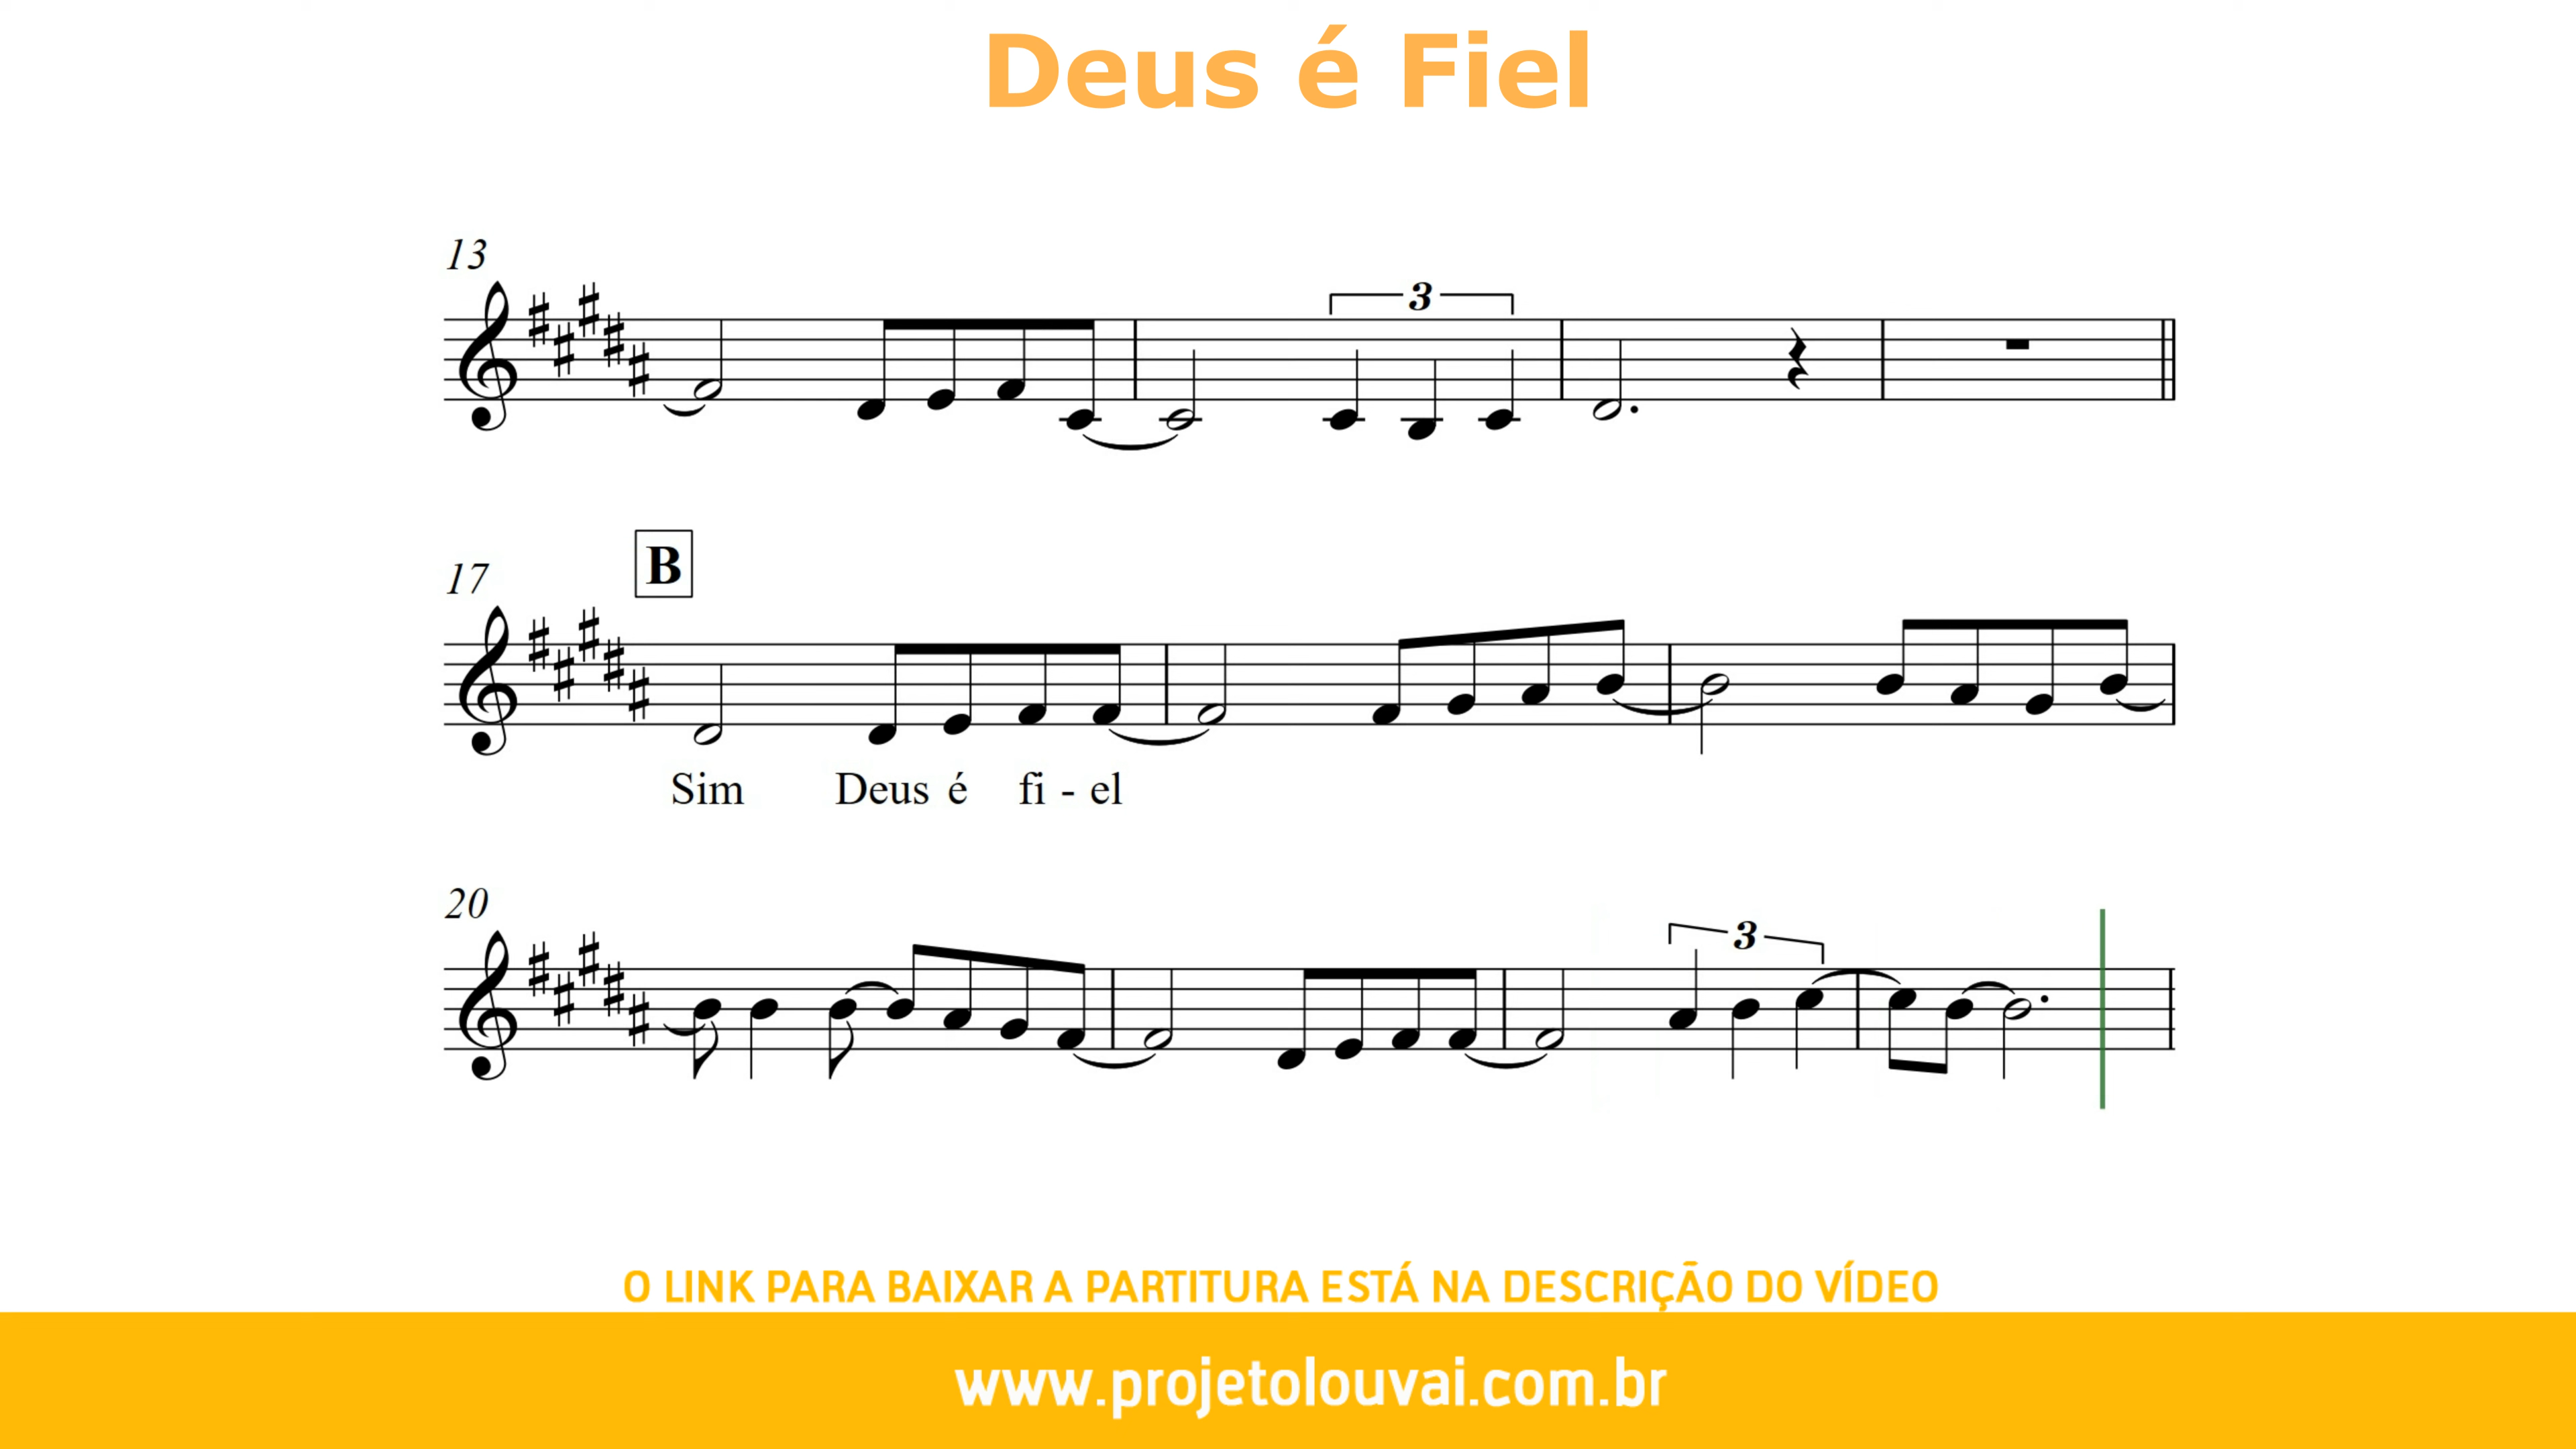 Deus é Fiel
13
3
B
17
Sim Deus é fi - el
20
3
O LINK PARA BAIXAR A PARTITURA ESTÁ NA DESCRIÇÃO DO VÍDEO
www.projetolouvai.com.br